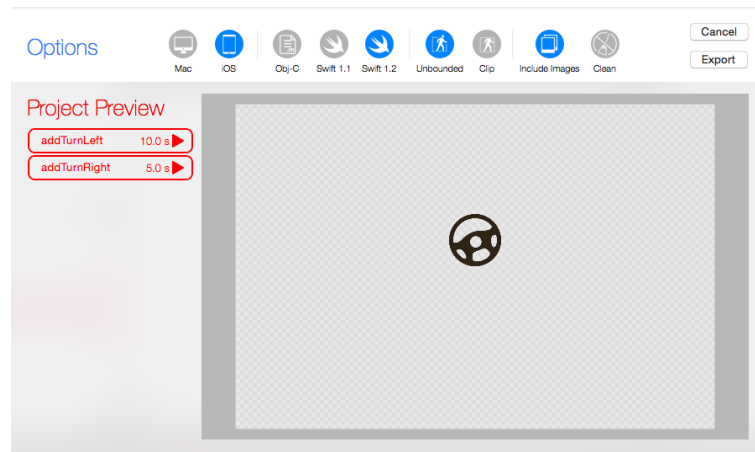 Options
Mac
iOS
Obj-C
Swift 1.1
Swift 1.2
Unbounded
Clip
Include Images
Clean
Cancel
Export
Project Preview
addTurnLeft 10.0 s
addTurnRight 5.0 s